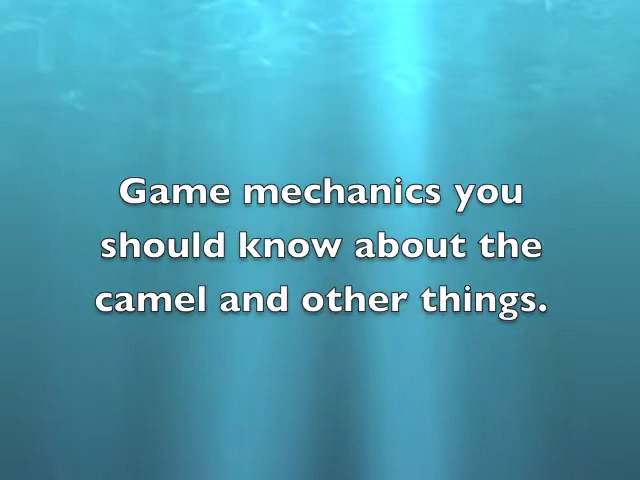 Game mechanics you
should know about the
camel and other things.